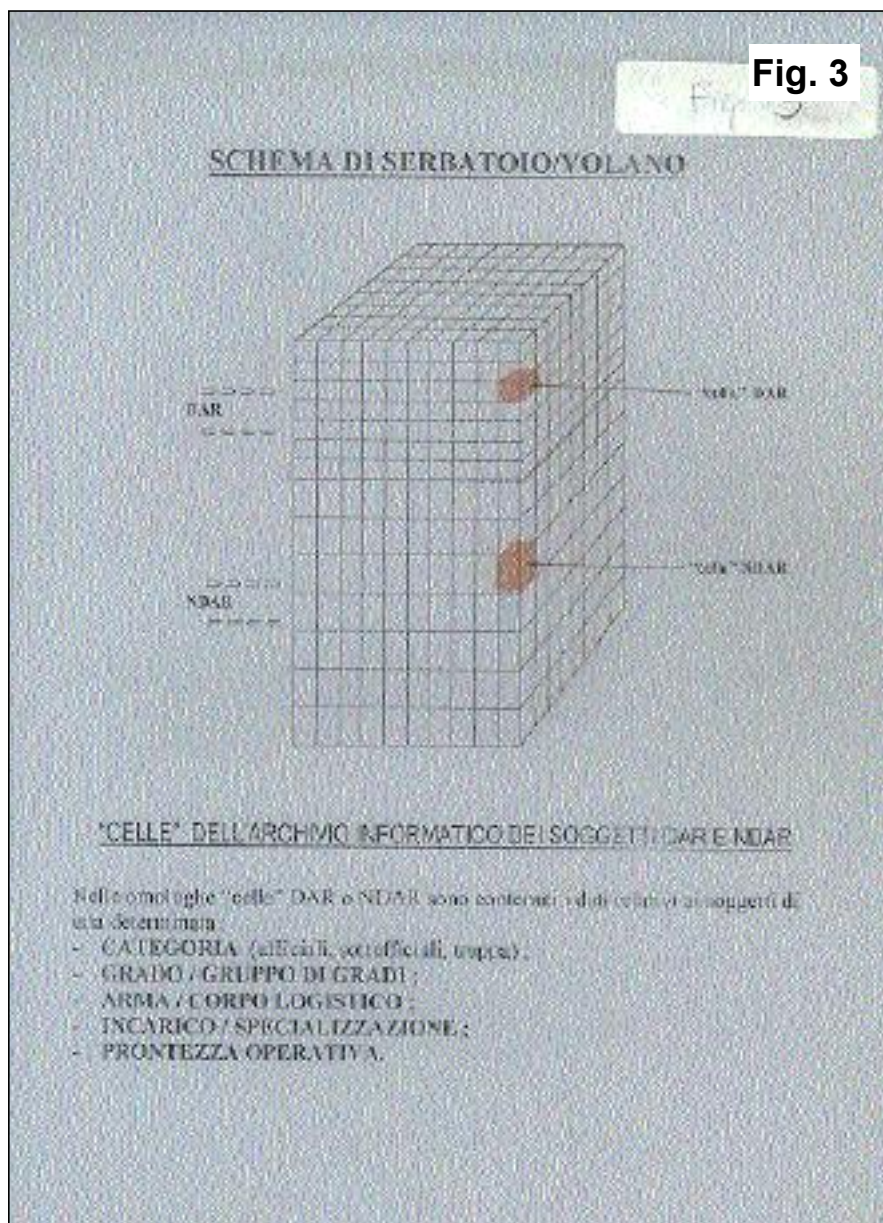 Fig. 3
SCHEMA DI SERBATOIO/VOLANO
DAR
"cella" DAR
"cella" NDAR
NDAR
"CELLE" DELL'ARCHIVIO INFORMATICO DEI SOGGETTI DAR E NDAR
Nelle omologhe "celle" DAR o NDAR sono contenuti i dati relativi ai soggetti di
una determinata
- CATEGORIA (ufficiali, sottufficiali, truppa) ;
- GRADO / GRUPPO DI GRADI ;
- ARMA / CORPO LOGISTICO ;
- INCARICO / SPECIALIZZAZIONE ;
- PRONTEZZA OPERATIVA.